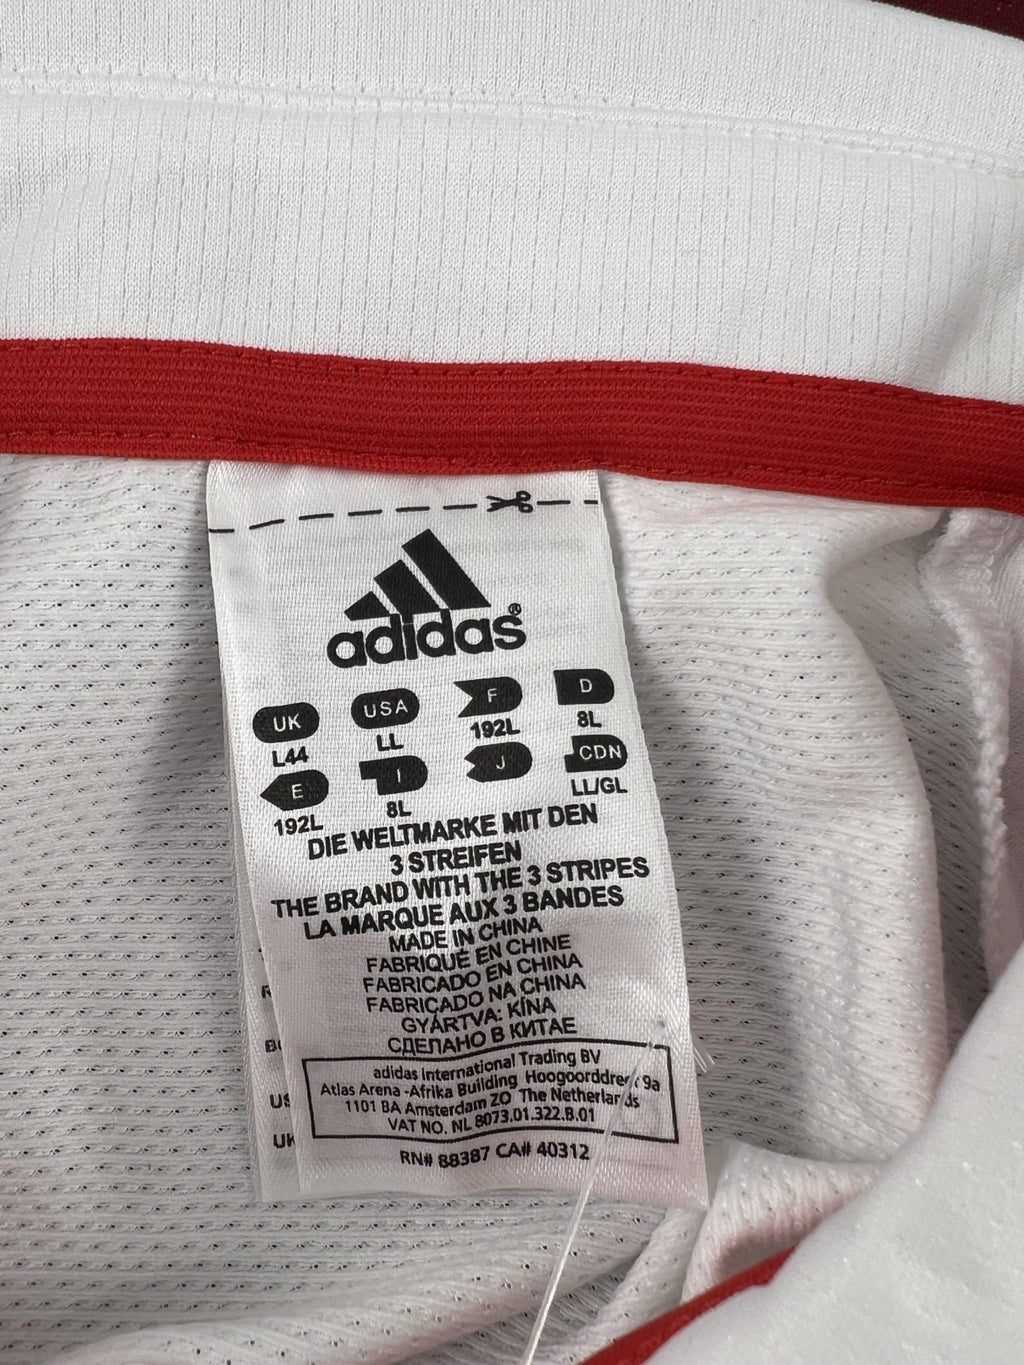 adidas®
UK USA F D
L44 LL 192L 8L
E I J CDN
192L 8L LL/GL
DIE WELTMARKE MIT DEN
3 STREIFEN
THE BRAND WITH THE 3 STRIPES
LA MARQUE AUX 3 BANDES
MADE IN CHINA
FABRIQUÉ EN CHINE
FABRICADO EN CHINA
FABRICADO NA CHINA
GYÁRTVA: KÍNA
СДЕЛАНО В КИТАЕ
adidas International Trading BV
Atlas Arena -Afrika Building Hoogoorddreef 9a
1101 BA Amsterdam ZO The Netherlands
VAT NO. NL 8073.01.322.B.01
RN# 88387 CA# 40312
UK